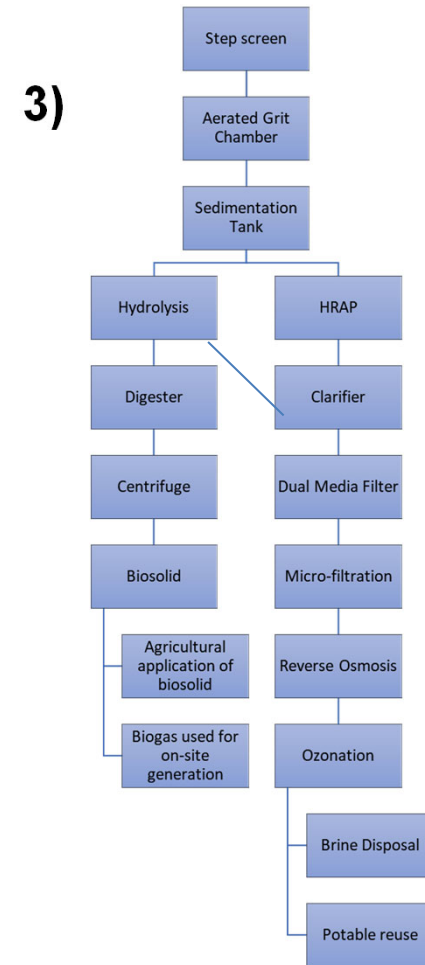 3)
Step screen
Aerated Grit
Chamber
Sedimentation
Tank
Hydrolysis
HRAP
Digester
Clarifier
Centrifuge
Dual Media Filter
Biosolid
Micro-filtration
Agricultural
application of
biosolid
Reverse Osmosis
Biogas used for
on-site
generation
Ozonation
Brine Disposal
Potable reuse